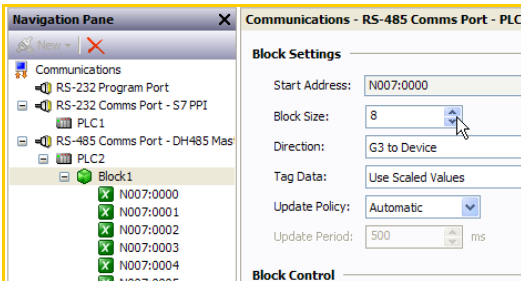 Navigation Pane
New
Communications
RS-232 Program Port
RS-232 Comms Port - S7 PPI
PLC1
RS-485 Comms Port - DH485 Mas
PLC2
Block1
N007:0000
N007:0001
N007:0002
N007:0003
N007:0004
Communications - RS-485 Comms Port - PLC
Block Settings
Start Address: N007:0000
Block Size: 8
Direction: G3 to Device
Tag Data: Use Scaled Values
Update Policy: Automatic
Update Period: 500 ms
Block Control